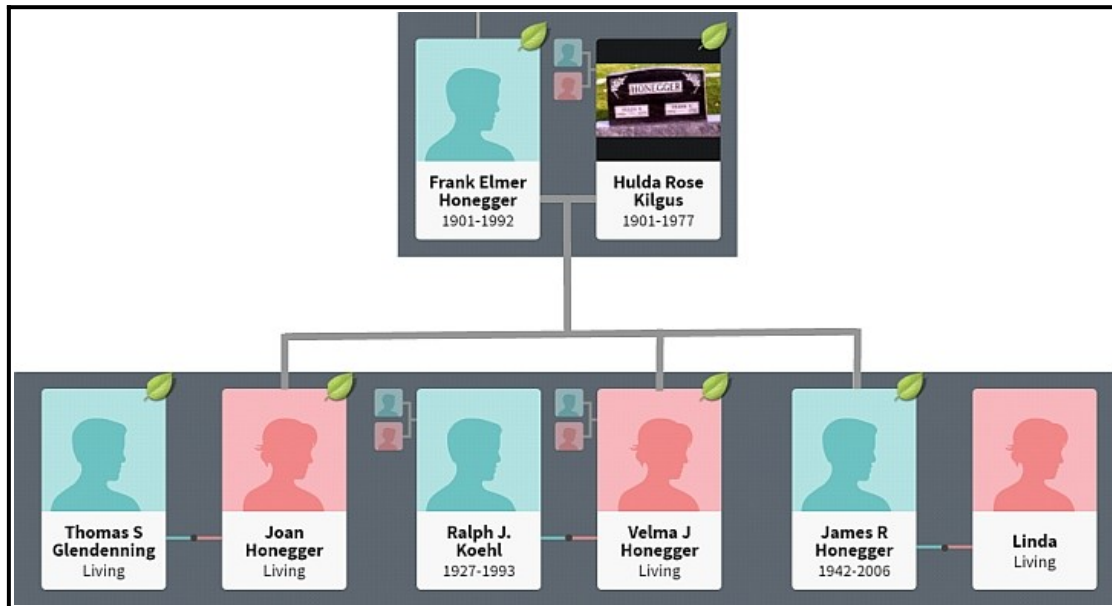 Frank Elmer
Honegger
1901-1992
HONEGGER
Hulda Rose
Kilgus
1901-1977
Thomas S
Glendenning
Living
Joan
Honegger
Living
Ralph J.
Koehl
1927-1993
Velma J
Honegger
Living
James R
Honegger
1942-2006
Linda
Living